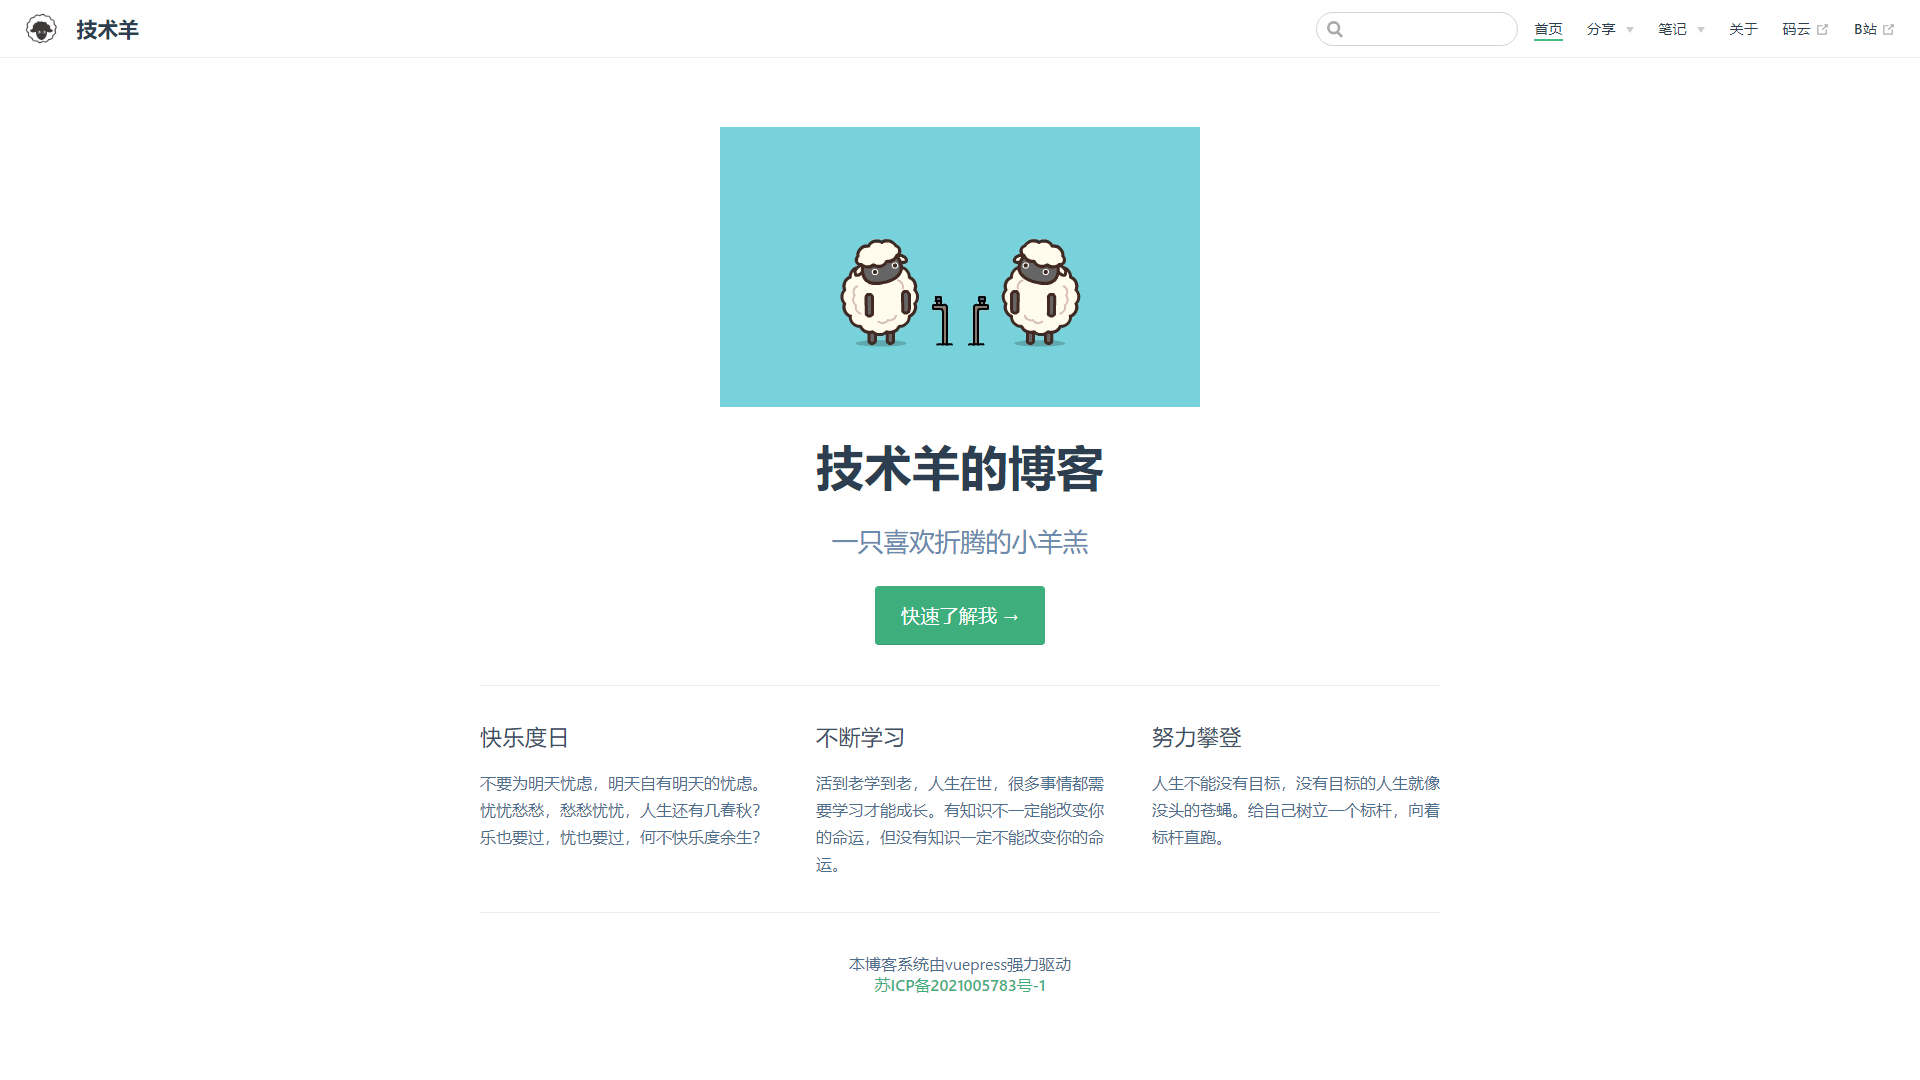 技术羊
首页
分享
笔记
关于
码云
B站
技术羊的博客
一只喜欢折腾的小羊羔
快速了解我 →
快乐度日
不要为明天忧虑，明天自有明天的忧虑。
忧忧愁愁，愁愁忧忧，人生还有几春秋？
乐也要过，忧也要过，何不快乐度余生？
不断学习
活到老学到老，人生在世，很多事情都需
要学习才能成长。有知识不一定能改变你
的命运，但没有知识一定不能改变你的命
运。
努力攀登
人生不能没有目标，没有目标的人生就像
没头的苍蝇。给自己树立一个标杆，向着
标杆直跑。
本博客系统由vuepress强力驱动
苏ICP备2021005783号-1